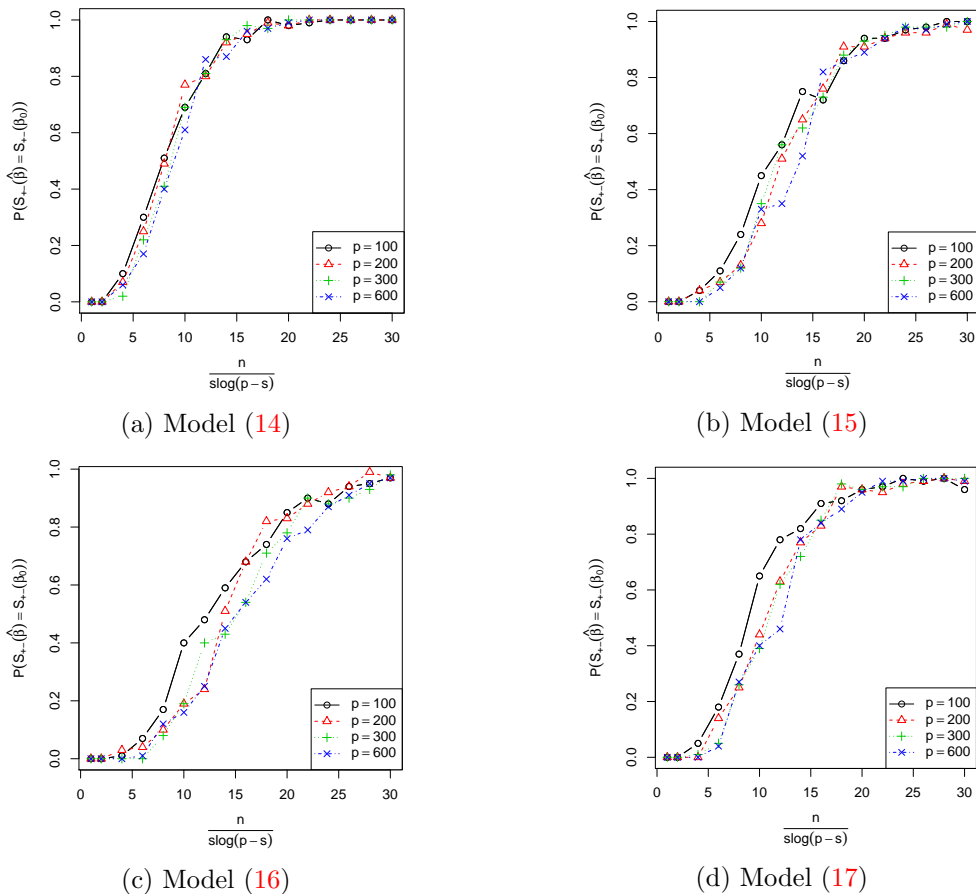 P(S+−(β̂) = S+−(β0))
1.0
0.8
0.6
0.4
0.2
0.0
p = 100
p = 200
p = 300
p = 600
0 5 10 15 20 25 30
n
slog(p − s)
(a) Model (14)
P(S+−(β̂) = S+−(β0))
1.0
0.8
0.6
0.4
0.2
0.0
p = 100
p = 200
p = 300
p = 600
0 5 10 15 20 25 30
n
slog(p − s)
(b) Model (15)
P(S+−(β̂) = S+−(β0))
1.0
0.8
0.6
0.4
0.2
0.0
p = 100
p = 200
p = 300
p = 600
0 5 10 15 20 25 30
n
slog(p − s)
(c) Model (16)
P(S+−(β̂) = S+−(β0))
1.0
0.8
0.6
0.4
0.2
0.0
p = 100
p = 200
p = 300
p = 600
0 5 10 15 20 25 30
n
slog(p − s)
(d) Model (17)